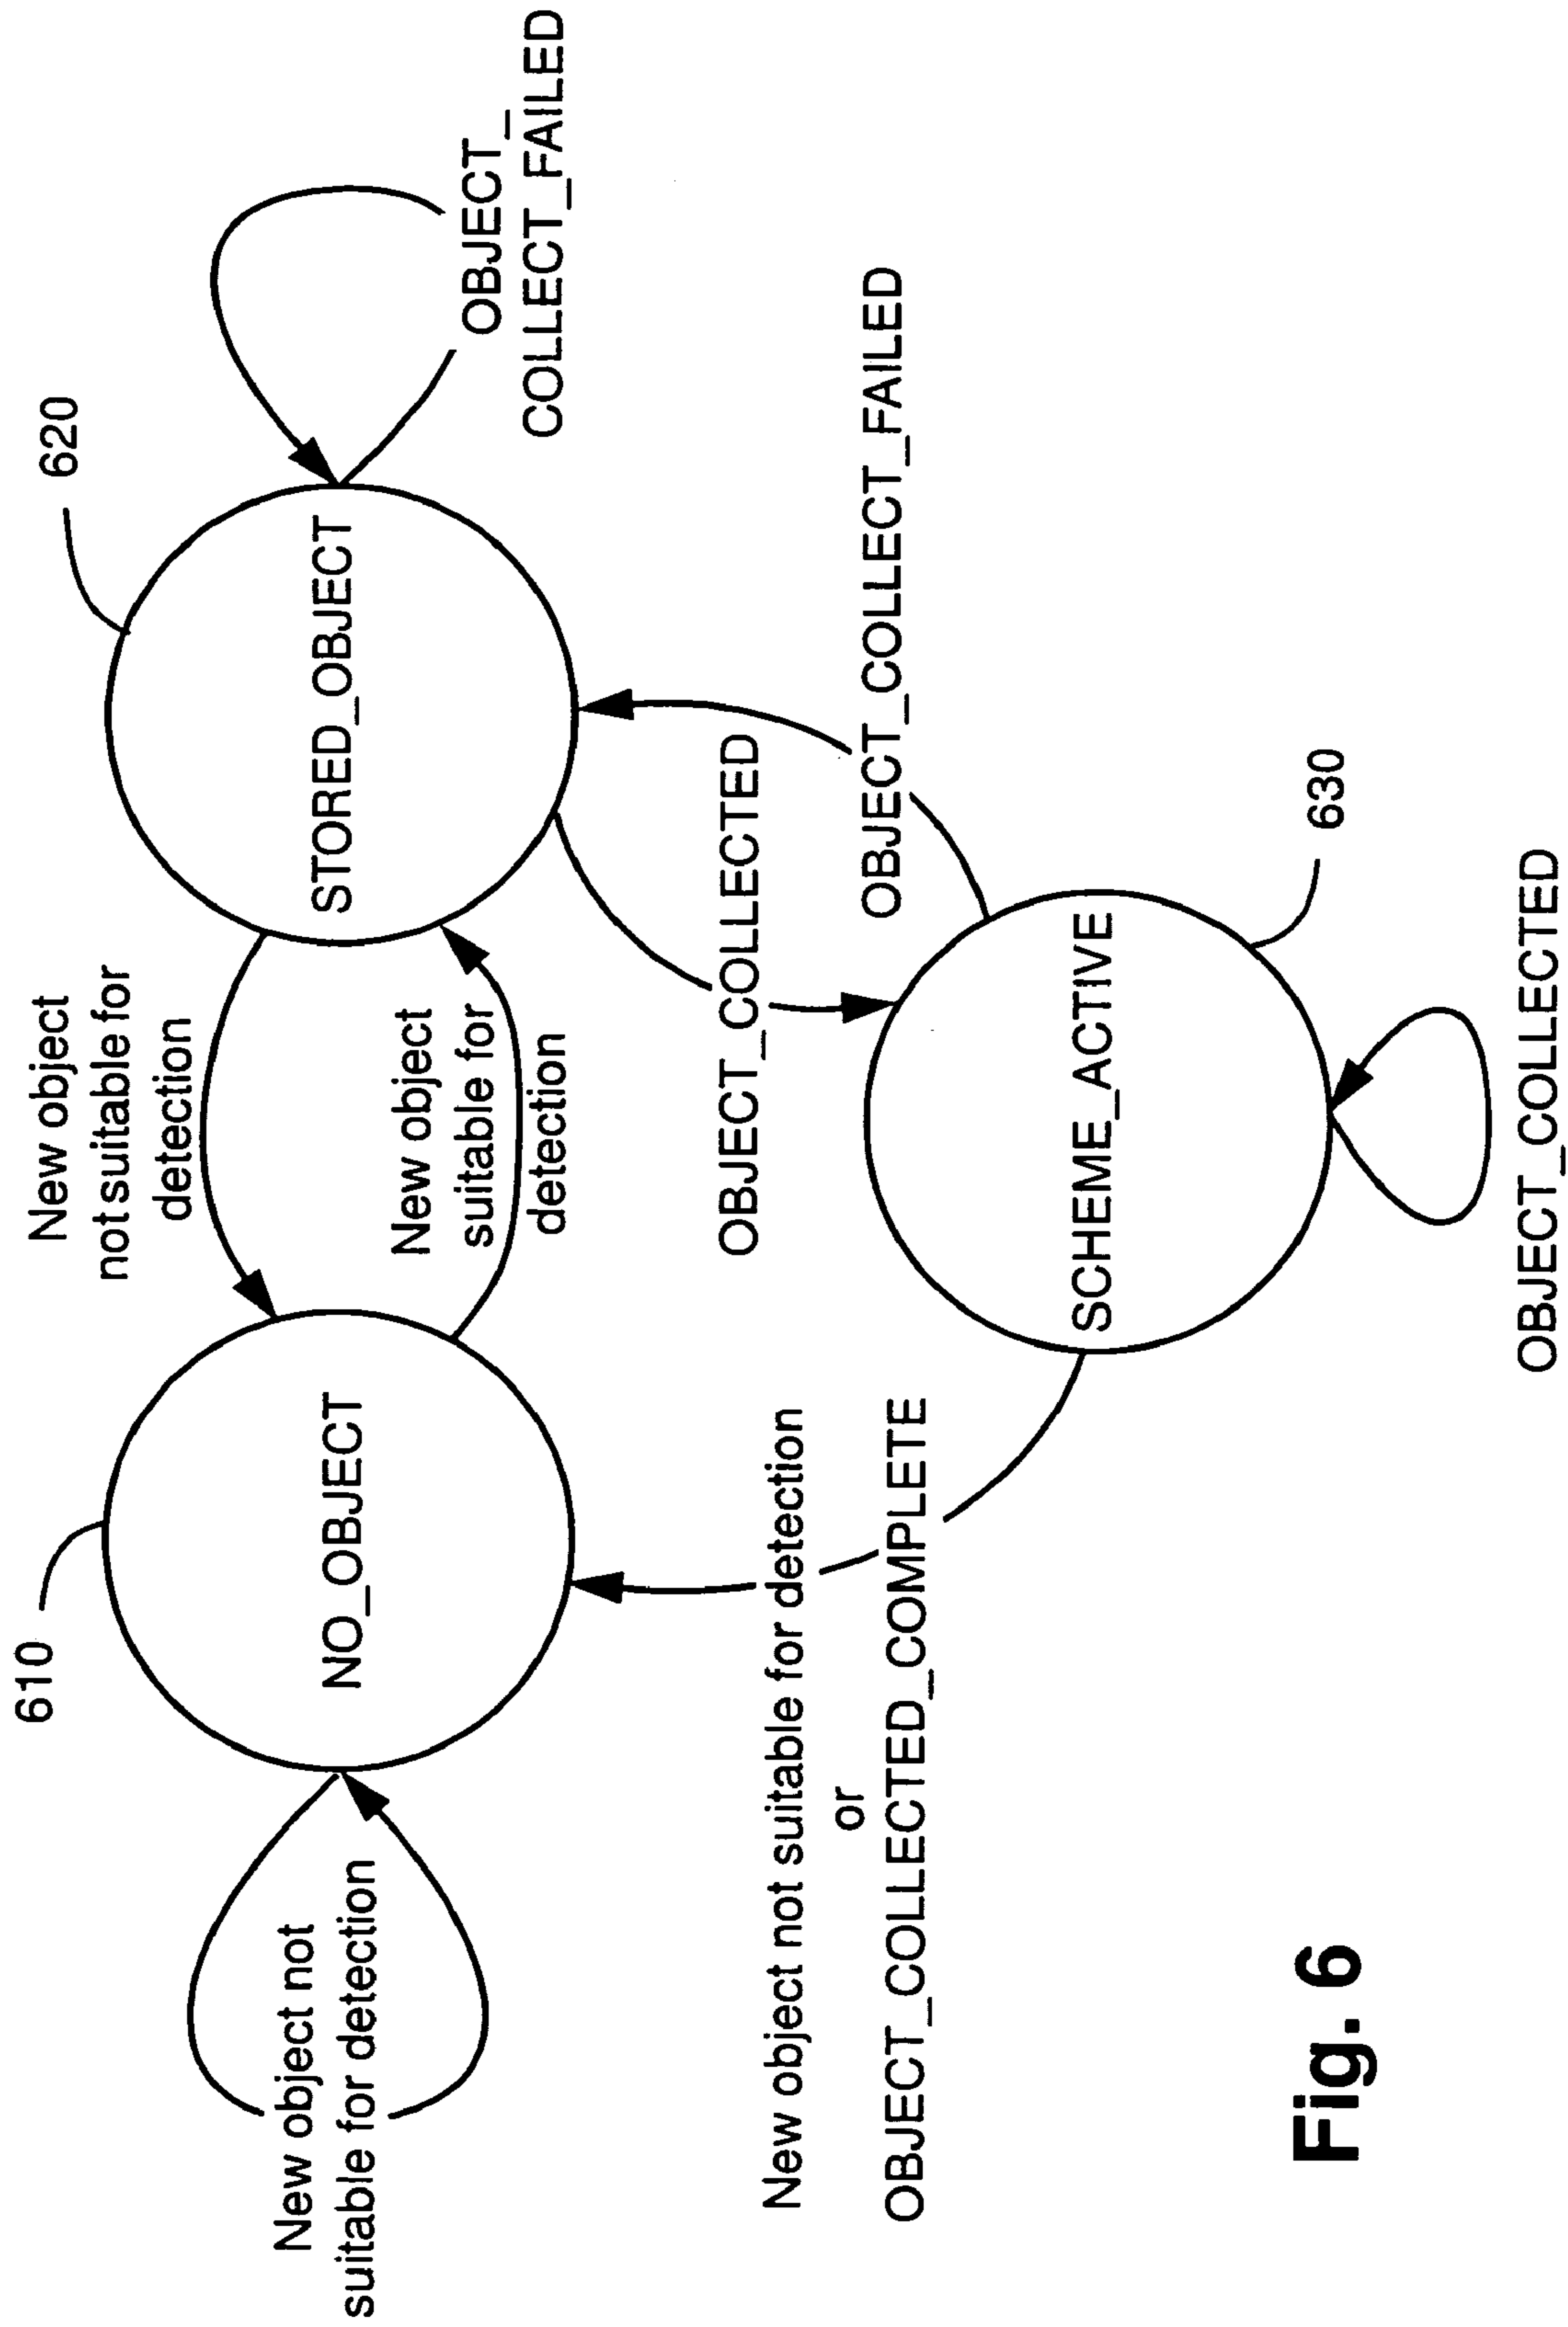 610
620
NO_OBJECT
STORED_OBJECT
New object not
suitable for detection
New object
not suitable for
detection
New object
suitable for
detection
OBJECT_
COLLECT_FAILED
OBJECT_COLLECTED
OBJECT_COLLECT_FAILED
New object not suitable for detection
or
OBJECT_COLLECTED_COMPLETE
SCHEME_ACTIVE
630
OBJECT_COLLECTED
Fig. 6